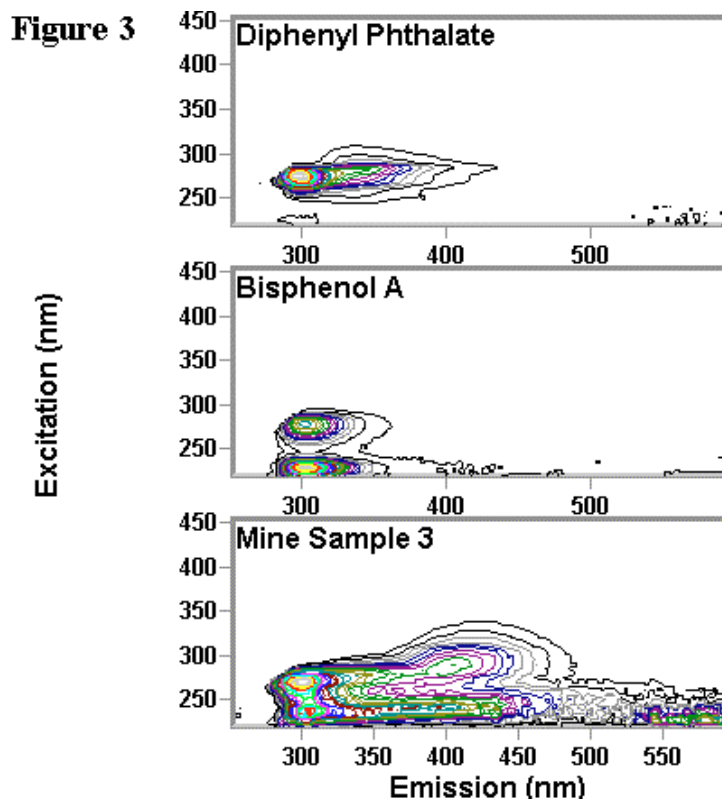 Figure 3
Diphenyl Phthalate
450
400
350
300
250
300 400 500
Bisphenol A
450
400
350
300
250
300 400 500
Mine Sample 3
450
400
350
300
250
300 350 400 450 500 550
Excitation (nm)
Emission (nm)